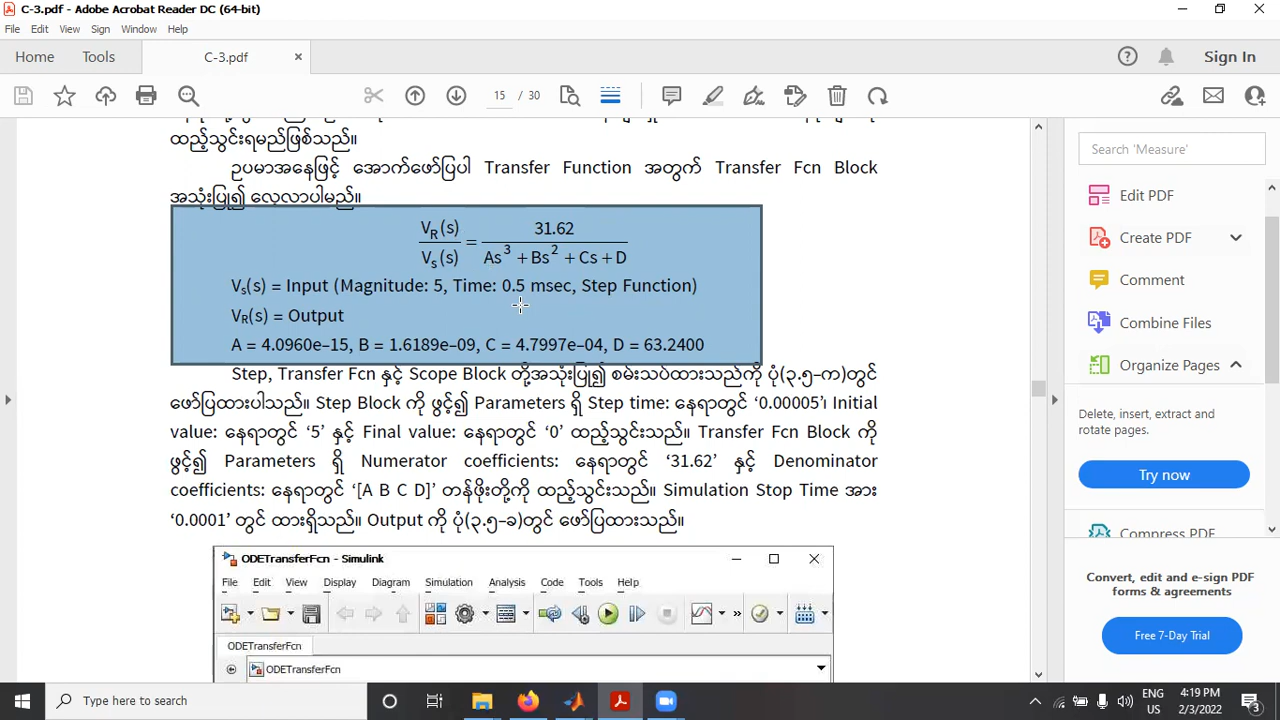 C-3.pdf - Adobe Acrobat Reader DC (64-bit)
File Edit View Sign Window Help
Home Tools C-3.pdf Sign In
15 / 30
ထည့်သွင်းရမည်ဖြစ်သည်။
ဉပမာအနေဖြင့် အောက်ဖော်ပြပါ Transfer Function အတွက် Transfer Fcn Block
အသုံးပြု၍ လေ့လာပါမည်။
V_R(s) / V_s(s) = 31.62 / As³ + Bs² + Cs + D
Vs(s) = Input (Magnitude: 5, Time: 0.5 msec, Step Function)
VR(s) = Output
A = 4.0960e–15, B = 1.6189e–09, C = 4.7997e–04, D = 63.2400
Step, Transfer Fcn နှင့် Scope Block တို့အသုံးပြု၍ စမ်းသပ်ထားသည်ကို ပုံ(၃.၅–က)တွင်
ဖော်ပြထားပါသည်။ Step Block ကို ဖွင့်၍ Parameters ရှိ Step time: နေရာတွင် ‘0.00005’၊ Initial
value: နေရာတွင် ‘5’ နှင့် Final value: နေရာတွင် ‘0’ ထည့်သွင်းသည်။ Transfer Fcn Block ကို
ဖွင့်၍ Parameters ရှိ Numerator coefficients: နေရာတွင် ‘31.62’ နှင့် Denominator
coefficients: နေရာတွင် ‘[A B C D]’ တန်ဖိုးတို့ကို ထည့်သွင်းသည်။ Simulation Stop Time အား
‘0.0001’ တွင် ထားရှိသည်။ Output ကို ပုံ(၃.၅–ခ)တွင် ဖော်ပြထားသည်။
ODETransferFcn - Simulink
File Edit View Display Diagram Simulation Analysis Code Tools Help
ODETransferFcn
ODETransferFcn
Search 'Measure'
Edit PDF
Create PDF
Comment
Combine Files
Organize Pages
Delete, insert, extract and
rotate pages.
Try now
Compress PDF
Convert, edit and e-sign PDF
forms & agreements
Free 7-Day Trial
Type here to search
ENG
US
4:19 PM
2/3/2022
3